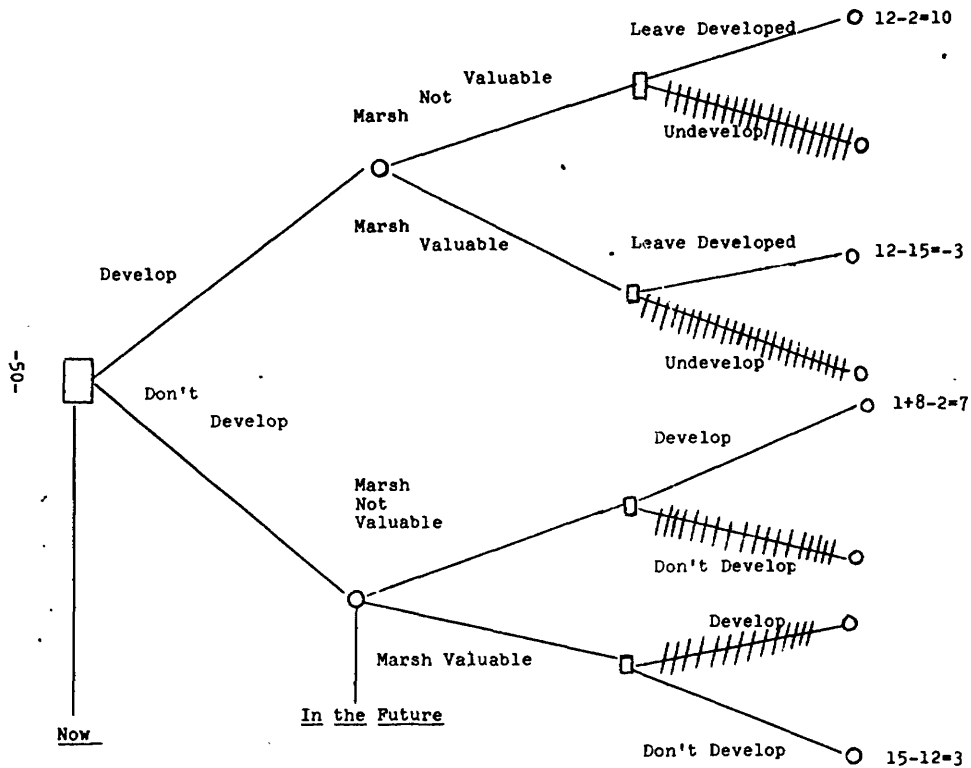 Leave Developed
12-2=10
Marsh Not Valuable
Undevelop
Marsh Valuable
Leave Developed
12-15=-3
Develop
Undevelop
-50-
Don't Develop
1+8-2=7
Develop
Marsh
Not
Valuable
Don't Develop
Develop
Marsh Valuable
In the Future
Now
Don't Develop
15-12=3